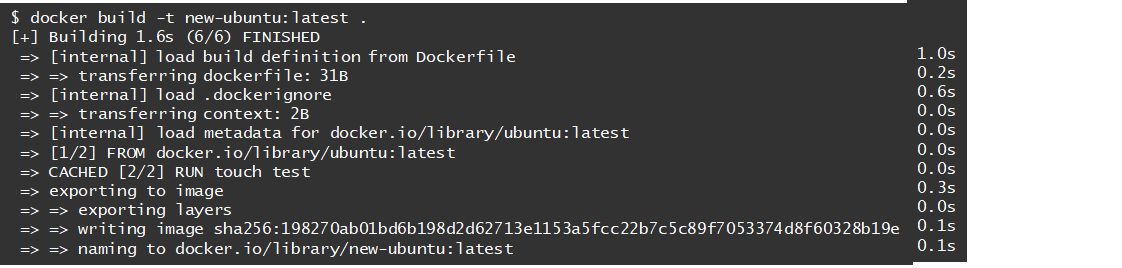 $ docker build -t new-ubuntu:latest .
[+] Building 1.6s (6/6) FINISHED
=> [internal] load build definition from Dockerfile 1.0s
=> => transferring dockerfile: 31B 0.2s
=> [internal] load .dockerignore 0.6s
=> => transferring context: 2B 0.0s
=> [internal] load metadata for docker.io/library/ubuntu:latest 0.0s
=> [1/2] FROM docker.io/library/ubuntu:latest 0.0s
=> CACHED [2/2] RUN touch test 0.0s
=> exporting to image 0.3s
=> => exporting layers 0.0s
=> => writing image sha256:198270ab01bd6b198d2d62713e1153a5fcc22b7c5c89f7053374d8f60328b19e 0.1s
=> => naming to docker.io/library/new-ubuntu:latest 0.1s